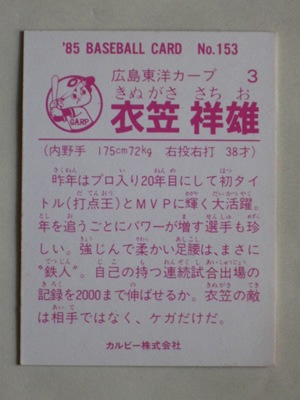 '85 BASEBALL CARD No.153
CARP
広島東洋カープ 3
きぬ がさ さち お
衣笠 祥雄
(内野手 175cm72kg 右投右打 38才)
昨年はプロ入り20年目にして初タイ
トル(打点王)とMVPに輝く大活躍。
年を追うごとにパワーが増す選手も珍
しい。強じんで柔かい足腰は、まさに
"鉄人"。自己の持つ連続試合出場の
記録を2000まで伸ばせるか。衣笠の敵
は相手ではなく、ケガだけだ。
カルビー株式会社